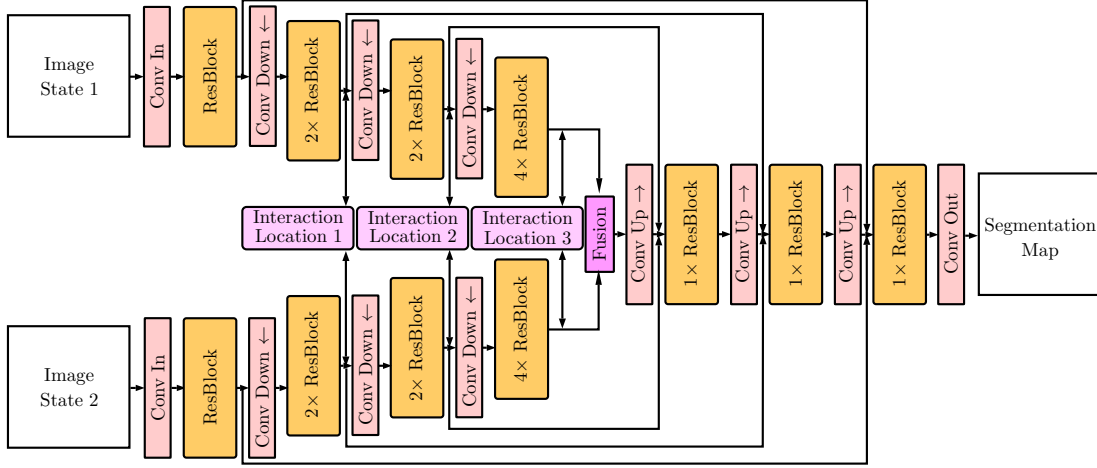 Image
State 1
Conv In
ResBlock
Conv Down ←
2× ResBlock
Conv Down ←
2× ResBlock
Conv Down ←
4× ResBlock
Interaction
Location 1
Interaction
Location 2
Interaction
Location 3
Fusion
Conv Up →
1× ResBlock
Conv Up →
1× ResBlock
Conv Up →
1× ResBlock
Conv Out
Segmentation
Map
Image
State 2
Conv In
ResBlock
Conv Down ←
2× ResBlock
Conv Down ←
2× ResBlock
Conv Down ←
4× ResBlock